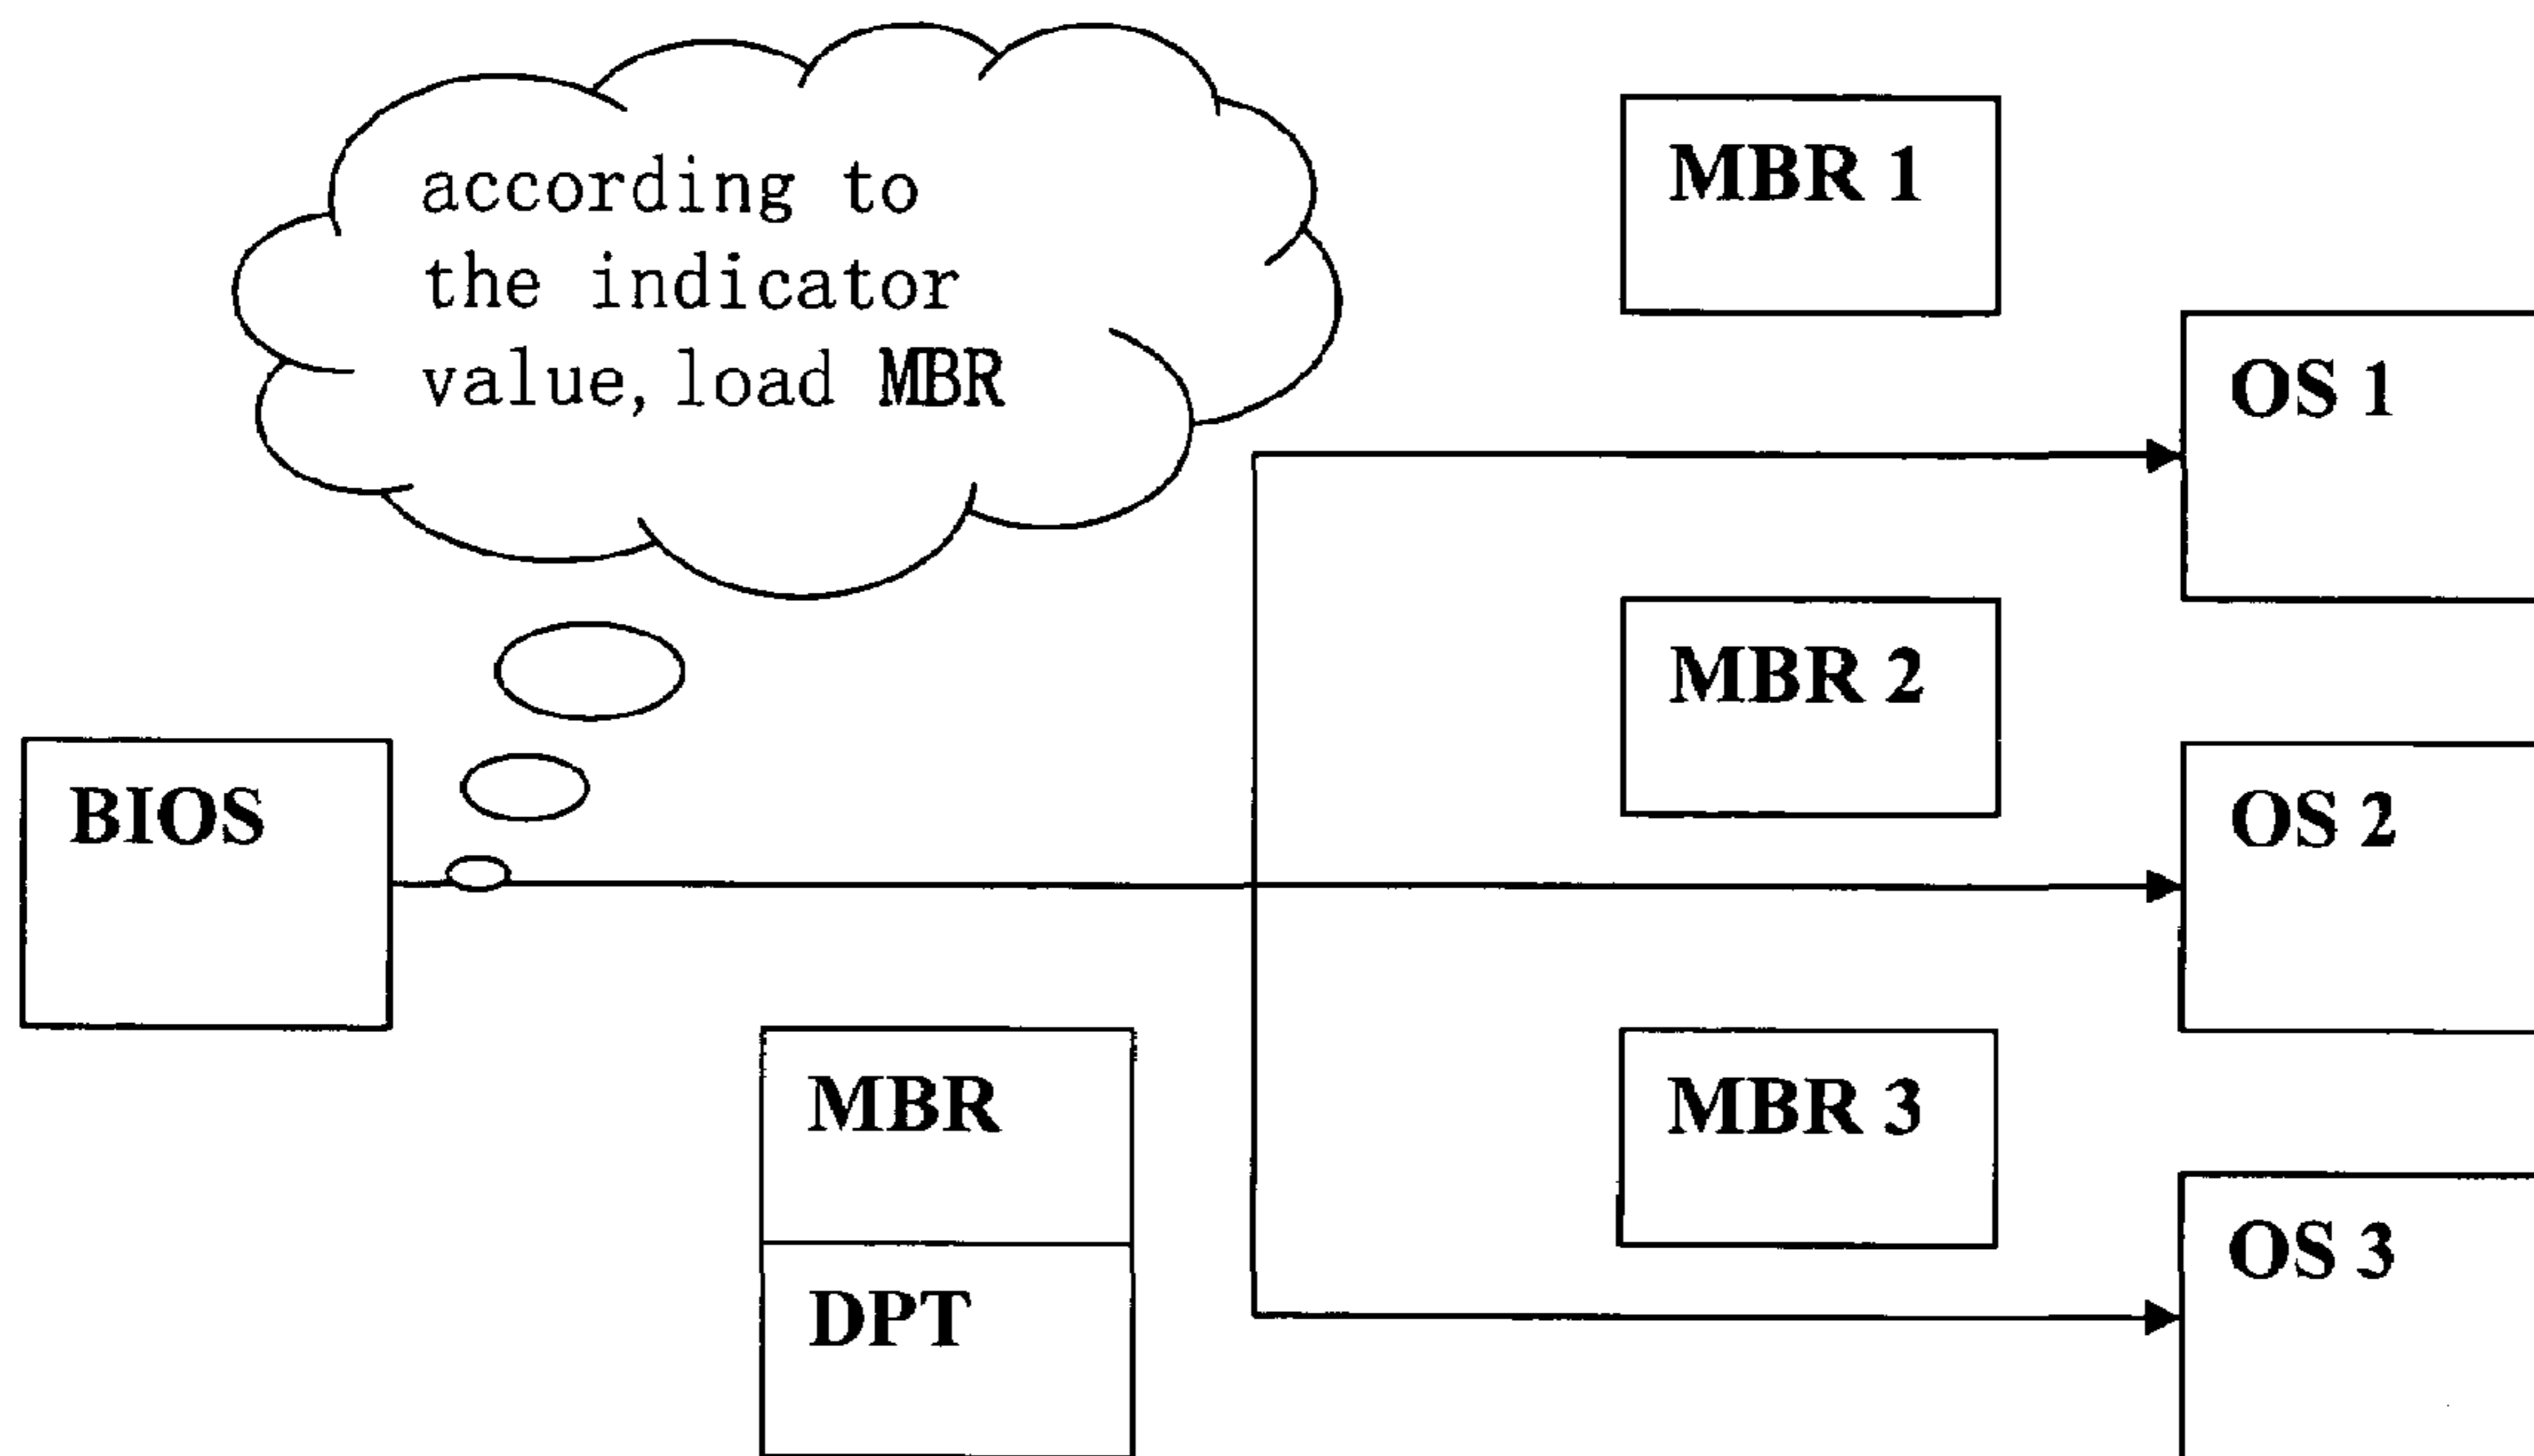 according to
the indicator
value, load MBR
MBR 1
OS 1
MBR 2
BIOS
OS 2
MBR
MBR 3
DPT
OS 3